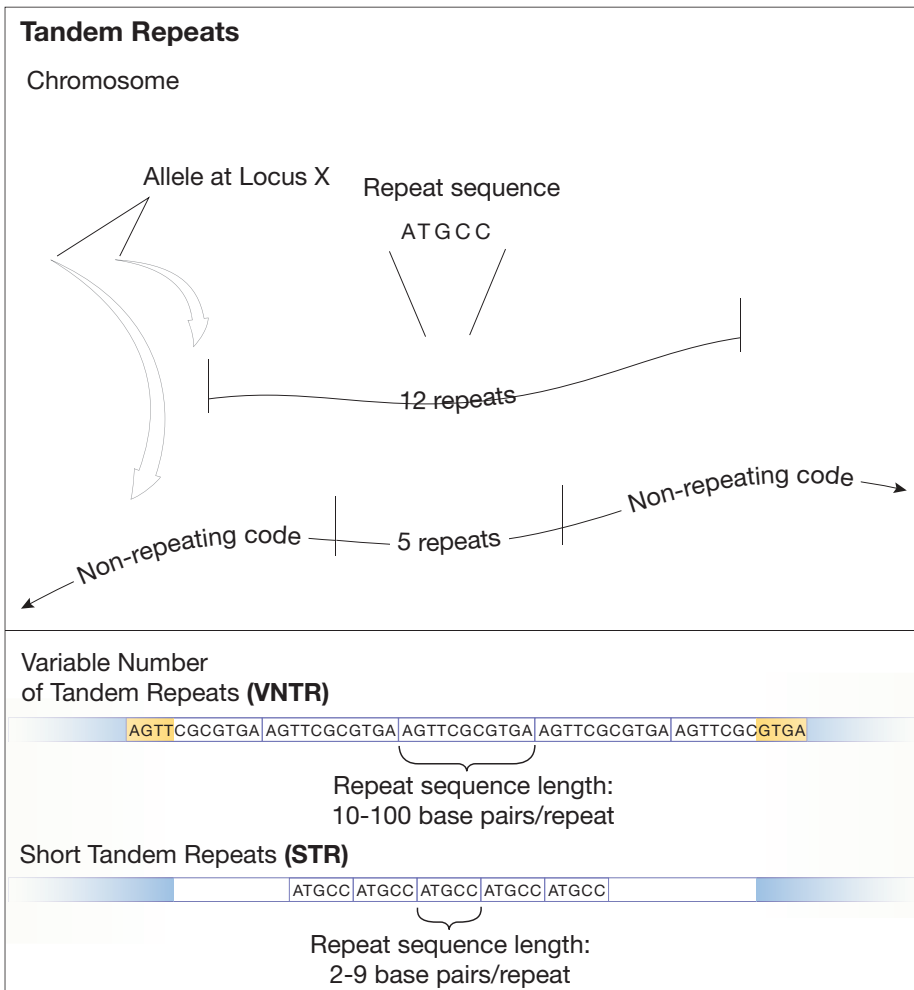 Tandem Repeats
Chromosome
Allele at Locus X
Repeat sequence
ATGCC
12 repeats
Non-repeating code
5 repeats
Non-repeating code
Variable Number
of Tandem Repeats (VNTR)
AGTTCGCGTGA AGTTCGCGTGA AGTTCGCGTGA AGTTCGCGTGA AGTTCGCGTGA
Repeat sequence length:
10-100 base pairs/repeat
Short Tandem Repeats (STR)
ATGCC ATGCC ATGCC ATGCC ATGCC
Repeat sequence length:
2-9 base pairs/repeat